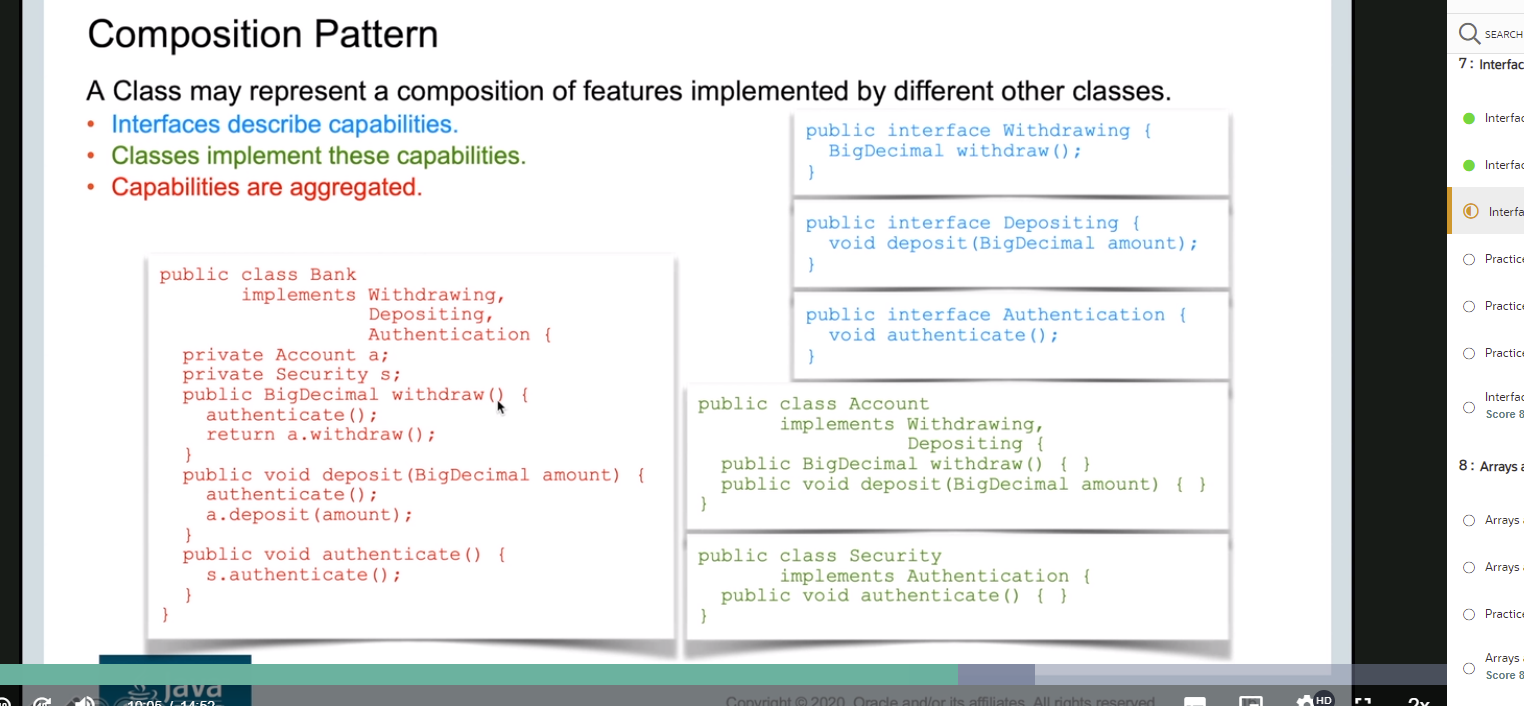 Composition Pattern
A Class may represent a composition of features implemented by different other classes.
• Interfaces describe capabilities.
• Classes implement these capabilities.
• Capabilities are aggregated.
public interface Withdrawing {
BigDecimal withdraw();
}
public interface Depositing {
void deposit(BigDecimal amount);
}
public interface Authentication {
void authenticate();
}
public class Bank
implements Withdrawing,
Depositing,
Authentication {
private Account a;
private Security s;
public BigDecimal withdraw() {
authenticate();
return a.withdraw();
}
public void deposit(BigDecimal amount) {
authenticate();
a.deposit(amount);
}
public void authenticate() {
s.authenticate();
}
}
public class Account
implements Withdrawing,
Depositing {
public BigDecimal withdraw() { }
public void deposit(BigDecimal amount) { }
}
public class Security
implements Authentication {
public void authenticate() { }
}
Java
10:05 / 14:52
Copyright © 2020, Oracle and/or its affiliates. All rights reserved.
HD
2x
SEARCH
7: Interfac
Interfac
Interfac
Interfa
Practice
Practice
Practice
Interfac
Score 8
8: Arrays a
Arrays
Arrays
Practice
Arrays
Score 8